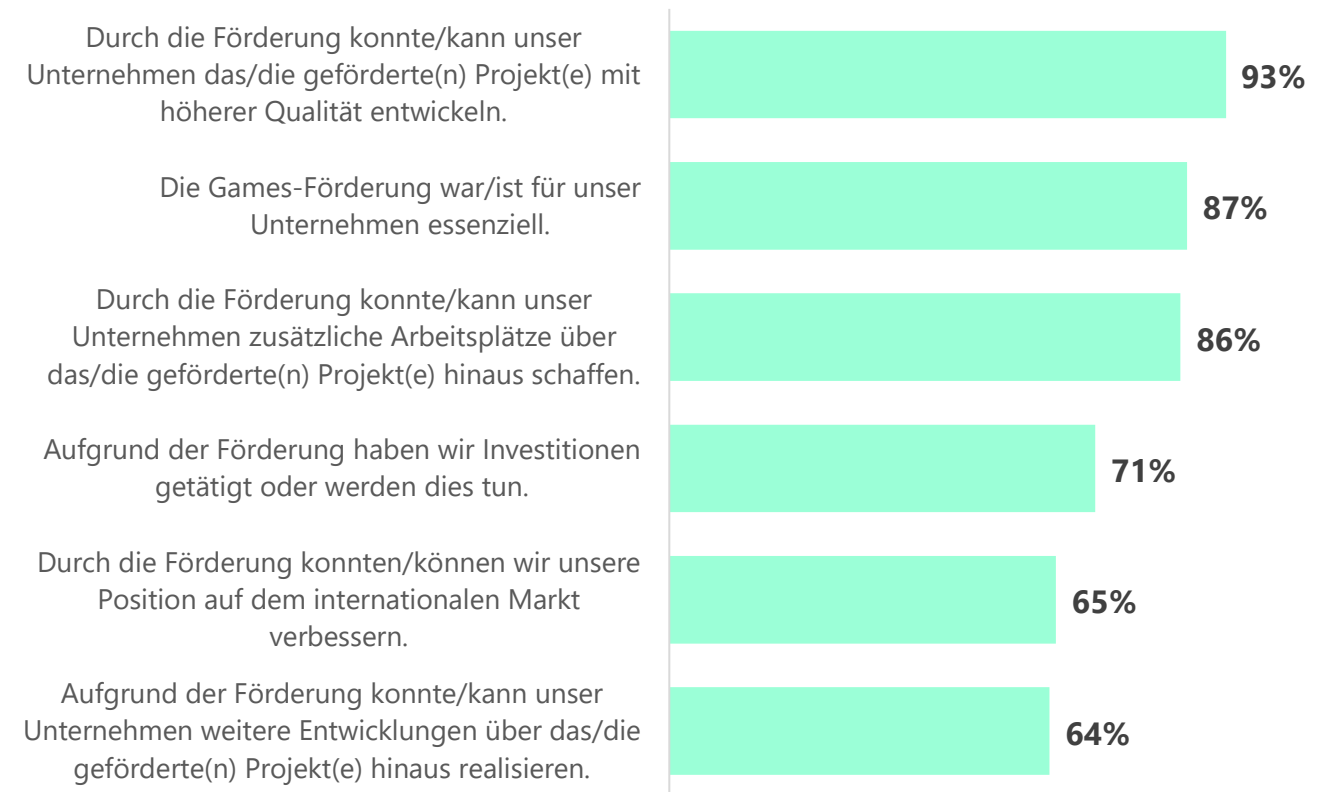 Durch die Förderung konnte/kann unser
Unternehmen das/die geförderte(n) Projekt(e) mit
höherer Qualität entwickeln.
93%
Die Games-Förderung war/ist für unser
Unternehmen essenziell.
87%
Durch die Förderung konnte/kann unser
Unternehmen zusätzliche Arbeitsplätze über
das/die geförderte(n) Projekt(e) hinaus schaffen.
86%
Aufgrund der Förderung haben wir Investitionen
getätigt oder werden dies tun.
71%
Durch die Förderung konnten/können wir unsere
Position auf dem internationalen Markt
verbessern.
65%
Aufgrund der Förderung konnte/kann unser
Unternehmen weitere Entwicklungen über das/die
geförderte(n) Projekt(e) hinaus realisieren.
64%